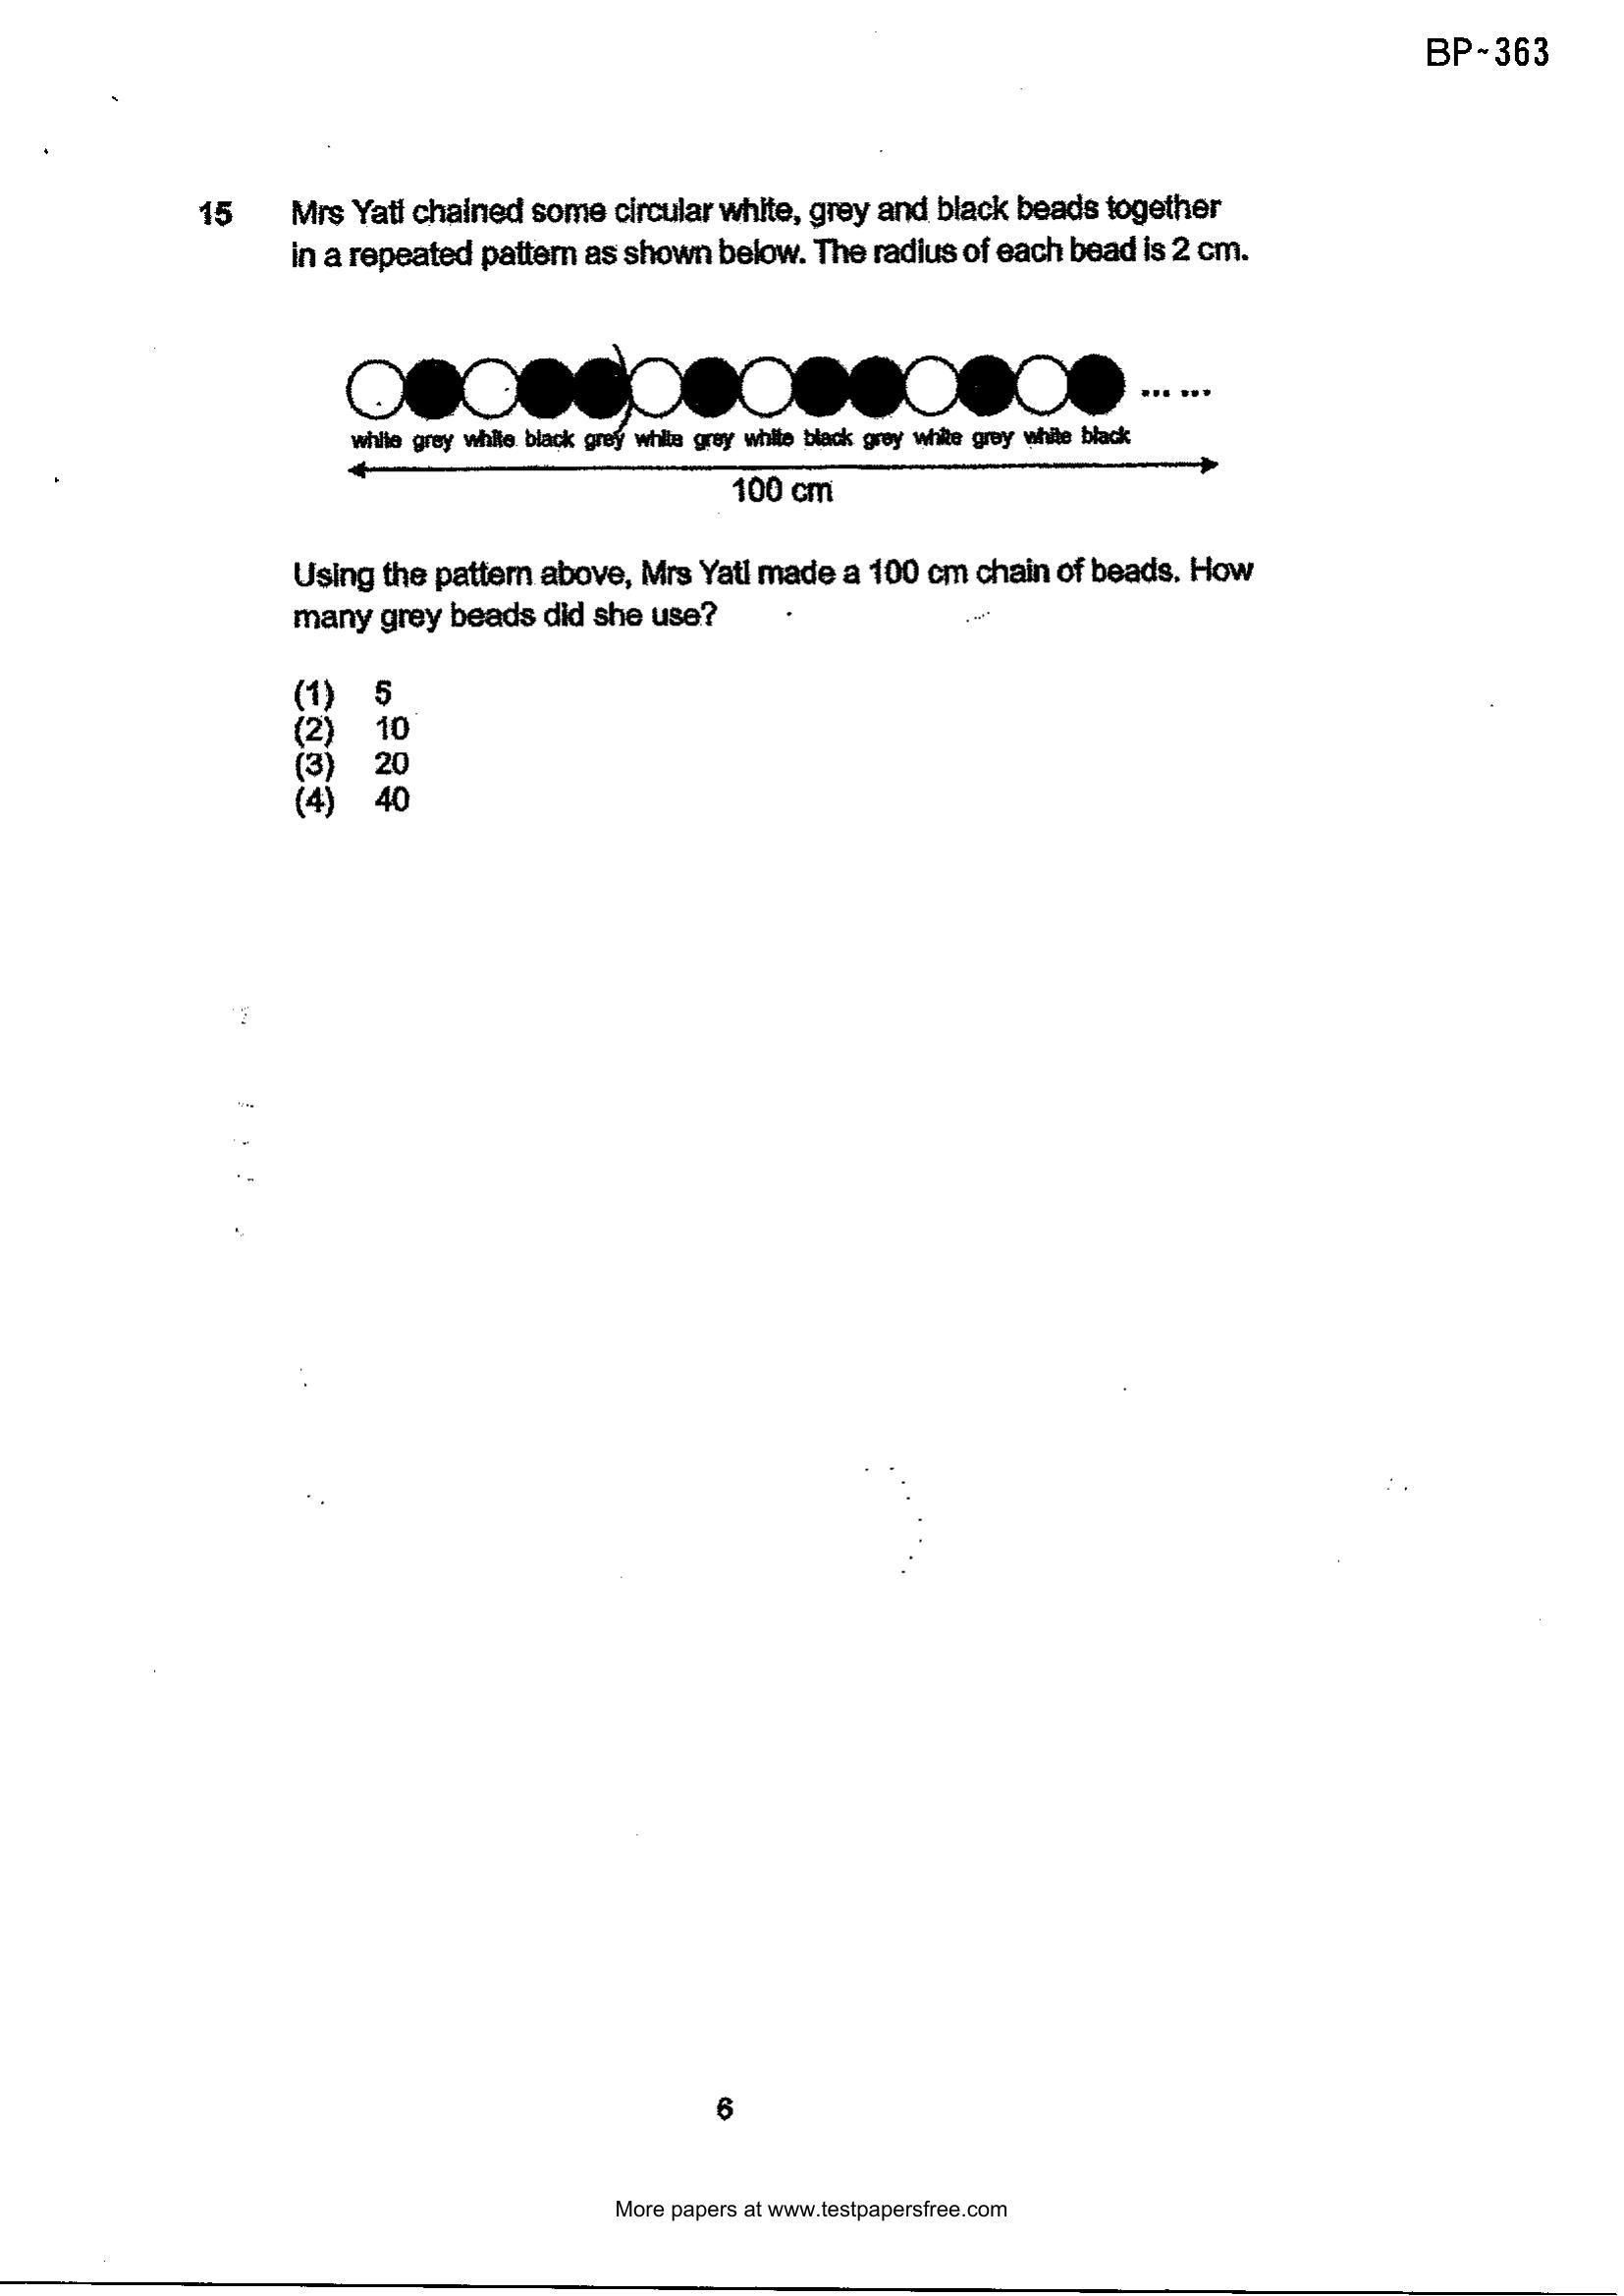 BP~363
15 Mrs Yati chained some circular white, grey and black beads together
in a repeated pattern as shown below. The radius of each bead is 2 cm.
white grey white black grey white grey white black grey white grey white black
100 cm
Using the pattern above, Mrs Yati made a 100 cm chain of beads. How
many grey beads did she use?
(1) 5
(2) 10
(3) 20
(4) 40
6
More papers at www.testpapersfree.com